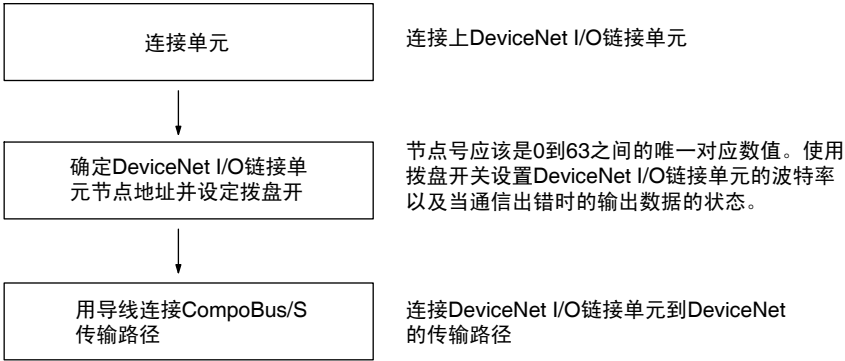 连接单元
连接上DeviceNet I/O链接单元
确定DeviceNet I/O链接单
元节点地址并设定拨盘开
节点号应该是0到63之间的唯一对应数值。使用
拨盘开关设置DeviceNet I/O链接单元的波特率
以及当通信出错时的输出数据的状态。
用导线连接CompoBus/S
传输路径
连接DeviceNet I/O链接单元到DeviceNet
的传输路径